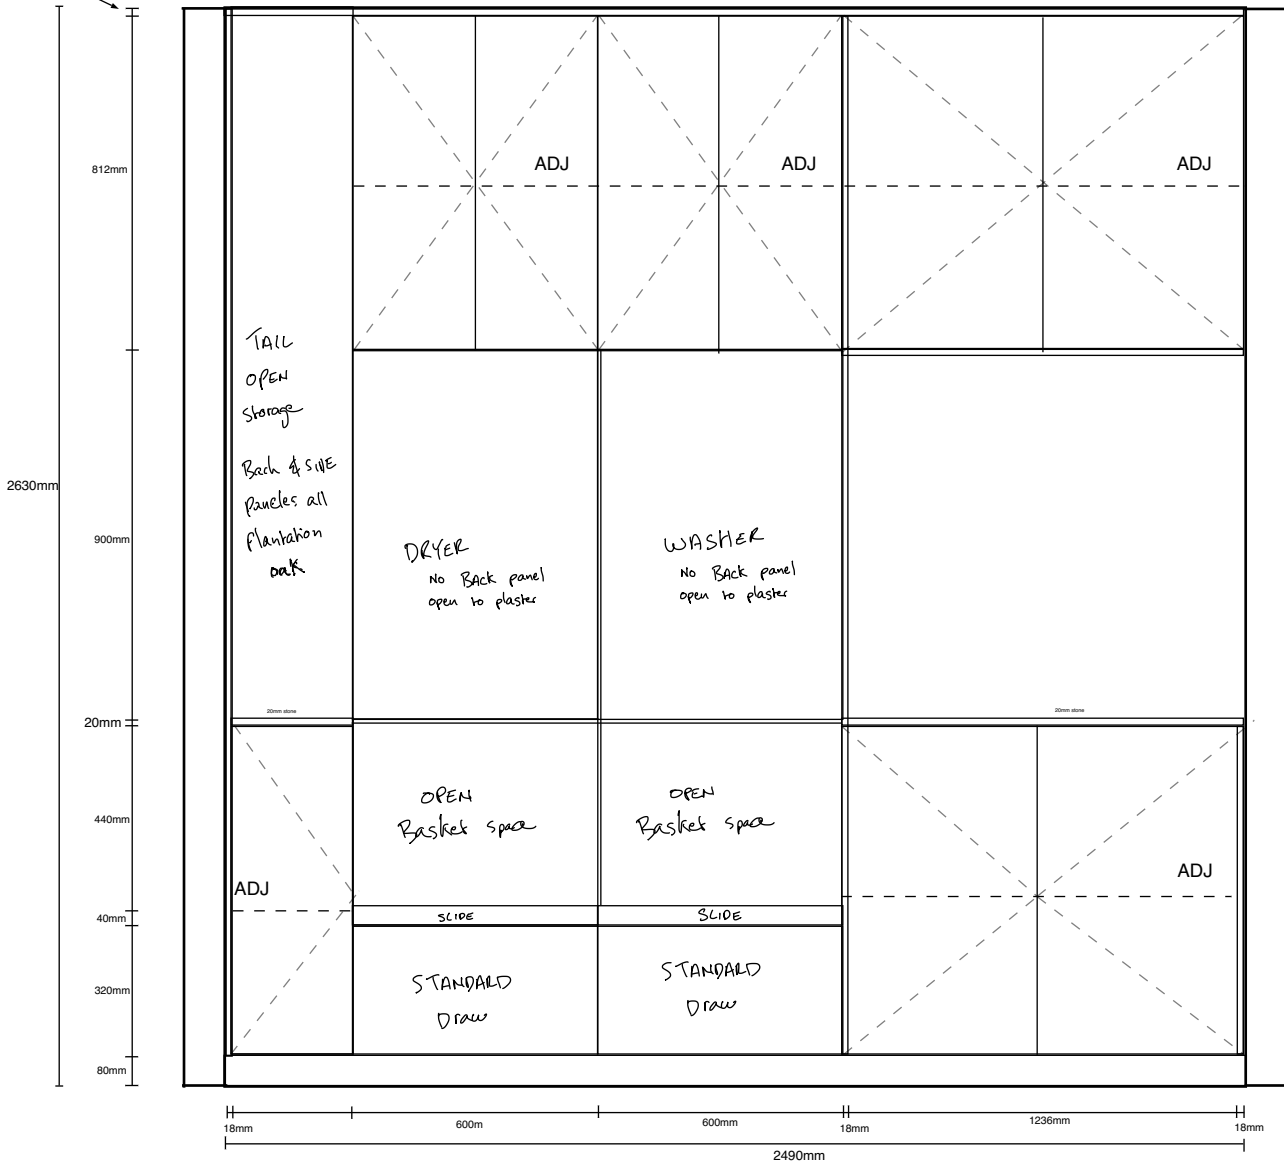 812mm
ADJ
ADJ
ADJ
TAIL
OPEN
Storage
Back & SIDE
paneles all
Plantation
oak
2630mm
900mm
DRYER
No BACK panel
open to plaster
WASHER
No BACK panel
open to plaster
20mm
20mm stone
20mm stone
440mm
OPEN
Basket space
OPEN
Basket space
ADJ
ADJ
40mm
SLIDE
SLIDE
320mm
STANDARD
Draw
STANDARD
Draw
80mm
18mm
600m
600mm
18mm
1236mm
18mm
2490mm